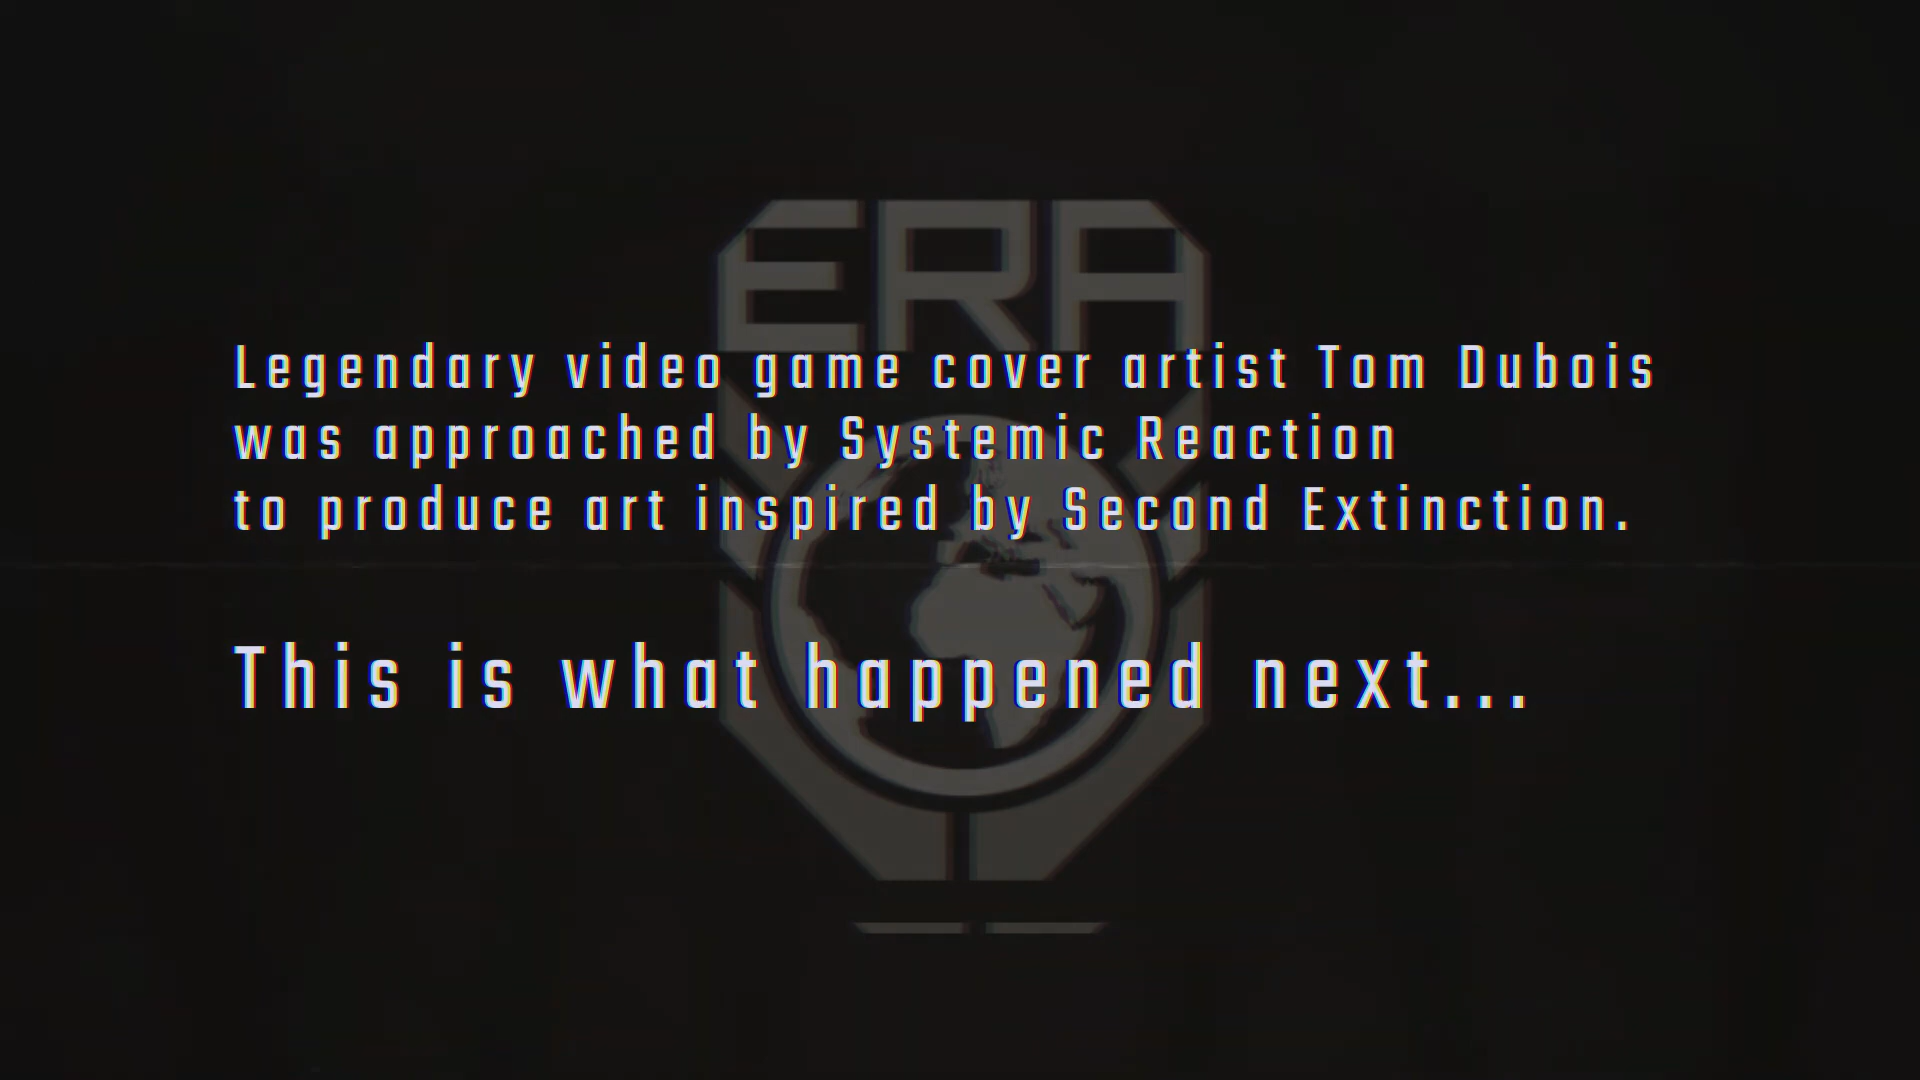 ERA
Legendary video game cover artist Tom Dubois
was approached by Systemic Reaction
to produce art inspired by Second Extinction.
This is what happened next...